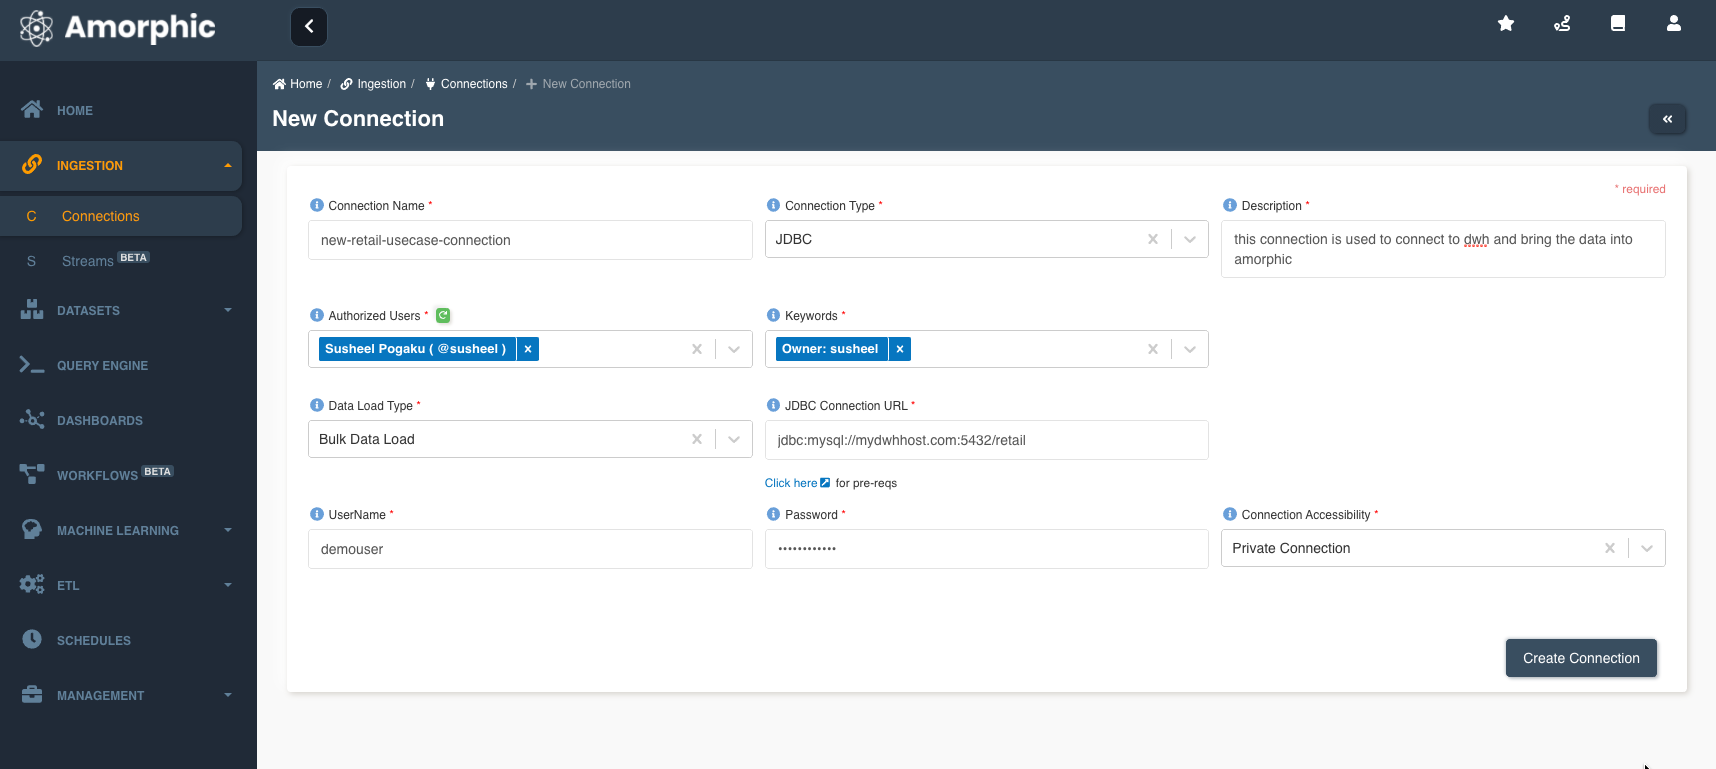 Amorphic
Home / Ingestion / Connections / New Connection
New Connection
HOME
INGESTION
C Connections
S Streams BETA
DATASETS
QUERY ENGINE
DASHBOARDS
WORKFLOWS BETA
MACHINE LEARNING
ETL
SCHEDULES
MANAGEMENT
* required
Connection Name *
new-retail-usecase-connection
Connection Type *
JDBC
Description *
this connection is used to connect to dwh and bring the data into
amorphic
Authorized Users *
Susheel Pogaku ( @susheel ) ×
Keywords *
Owner: susheel ×
Data Load Type *
Bulk Data Load
JDBC Connection URL *
jdbc:mysql://mydwhhost.com:5432/retail
Click here for pre-reqs
UserName *
demouser
Password *
••••••••••••
Connection Accessibility *
Private Connection
Create Connection